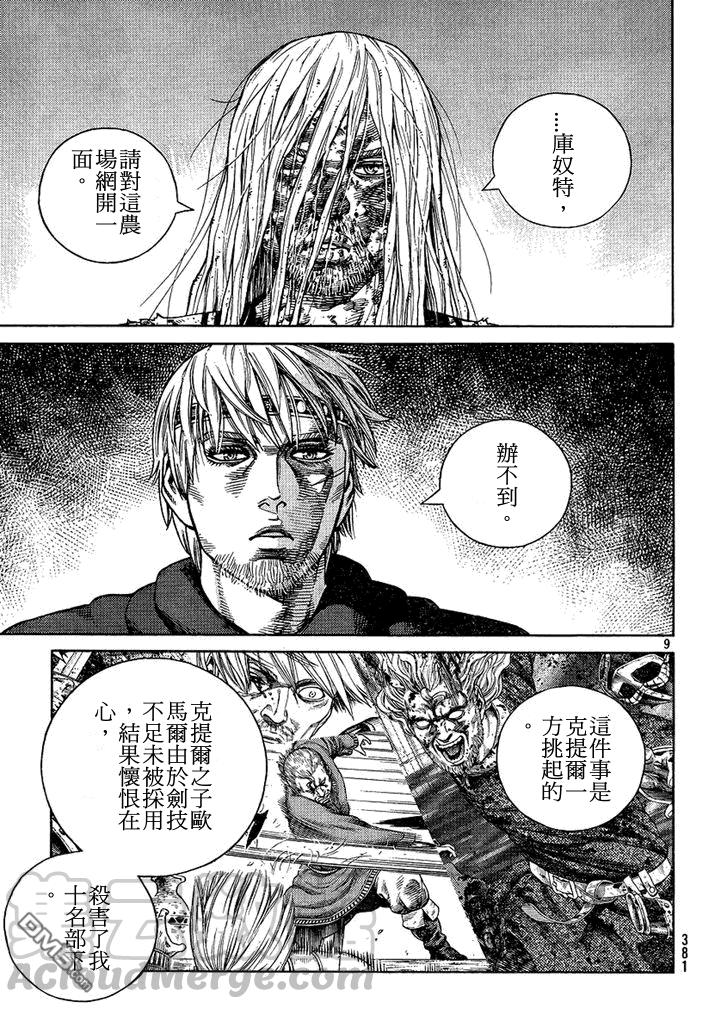 …庫奴特，
請對這農
場網開一
面。
辦不到。
9
這件事是
克提爾一
方挑起的
。
克提爾之子歐
馬爾由於劍技
不足未被採用
，結果懷恨在
心，
殺害了我
十名部下
。
381
AcloudMerge.com